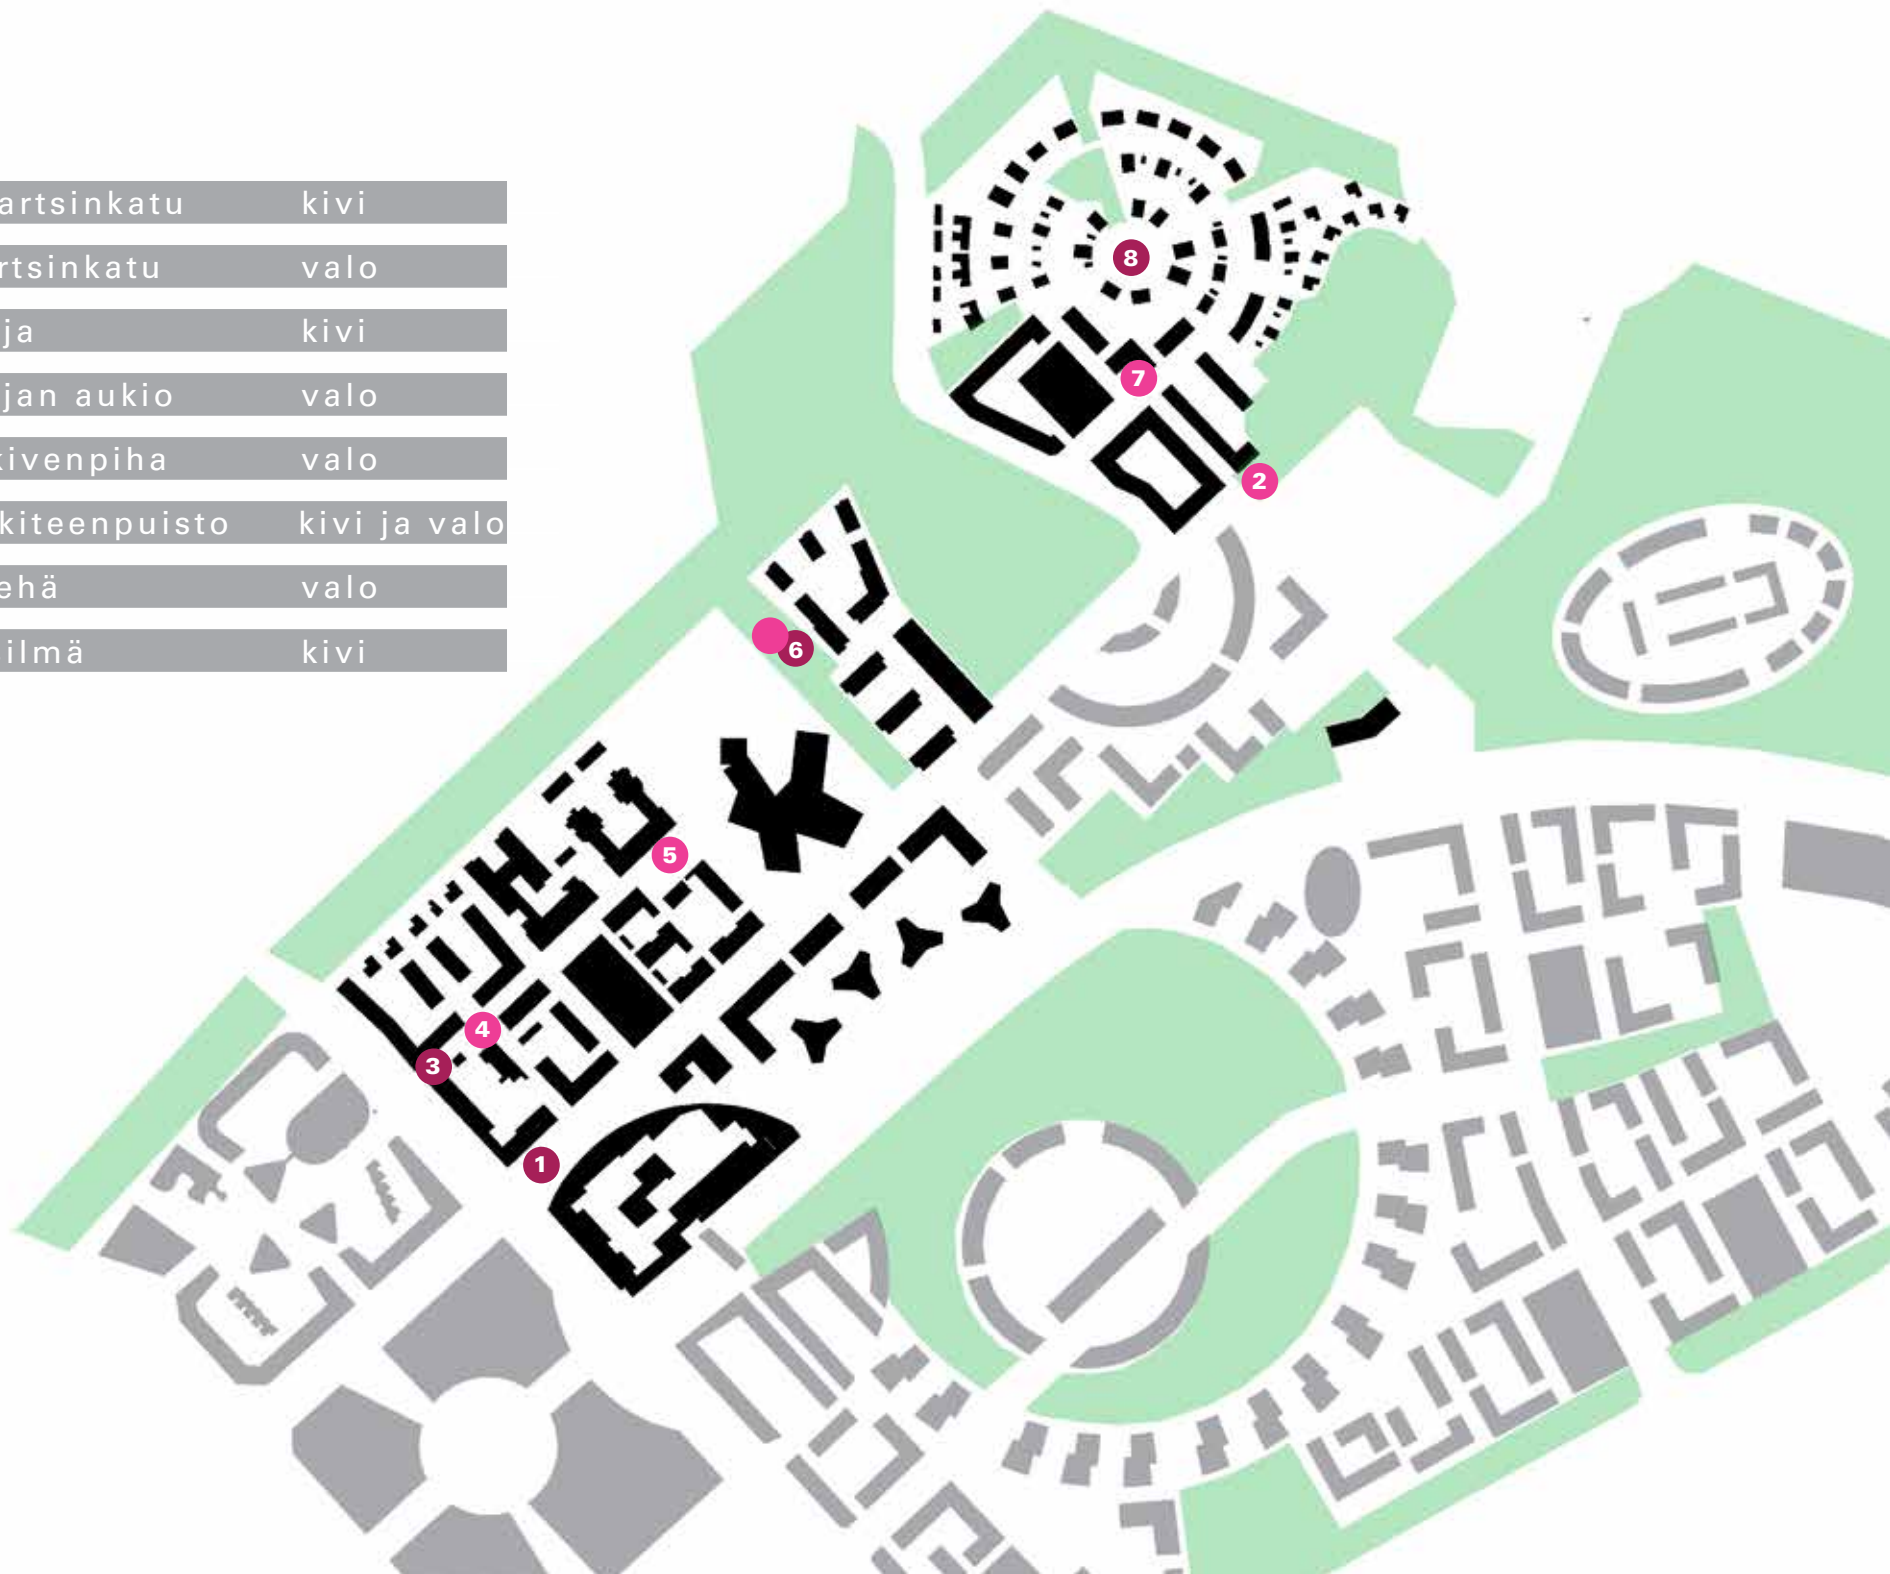 artsinkatu kivi
rtsinkatu valo
ja kivi
jan aukio valo
kivenpiha valo
kiteenpuisto kivi ja valo
ehä valo
ilmä kivi
8
7
2
6
5
4
3
1